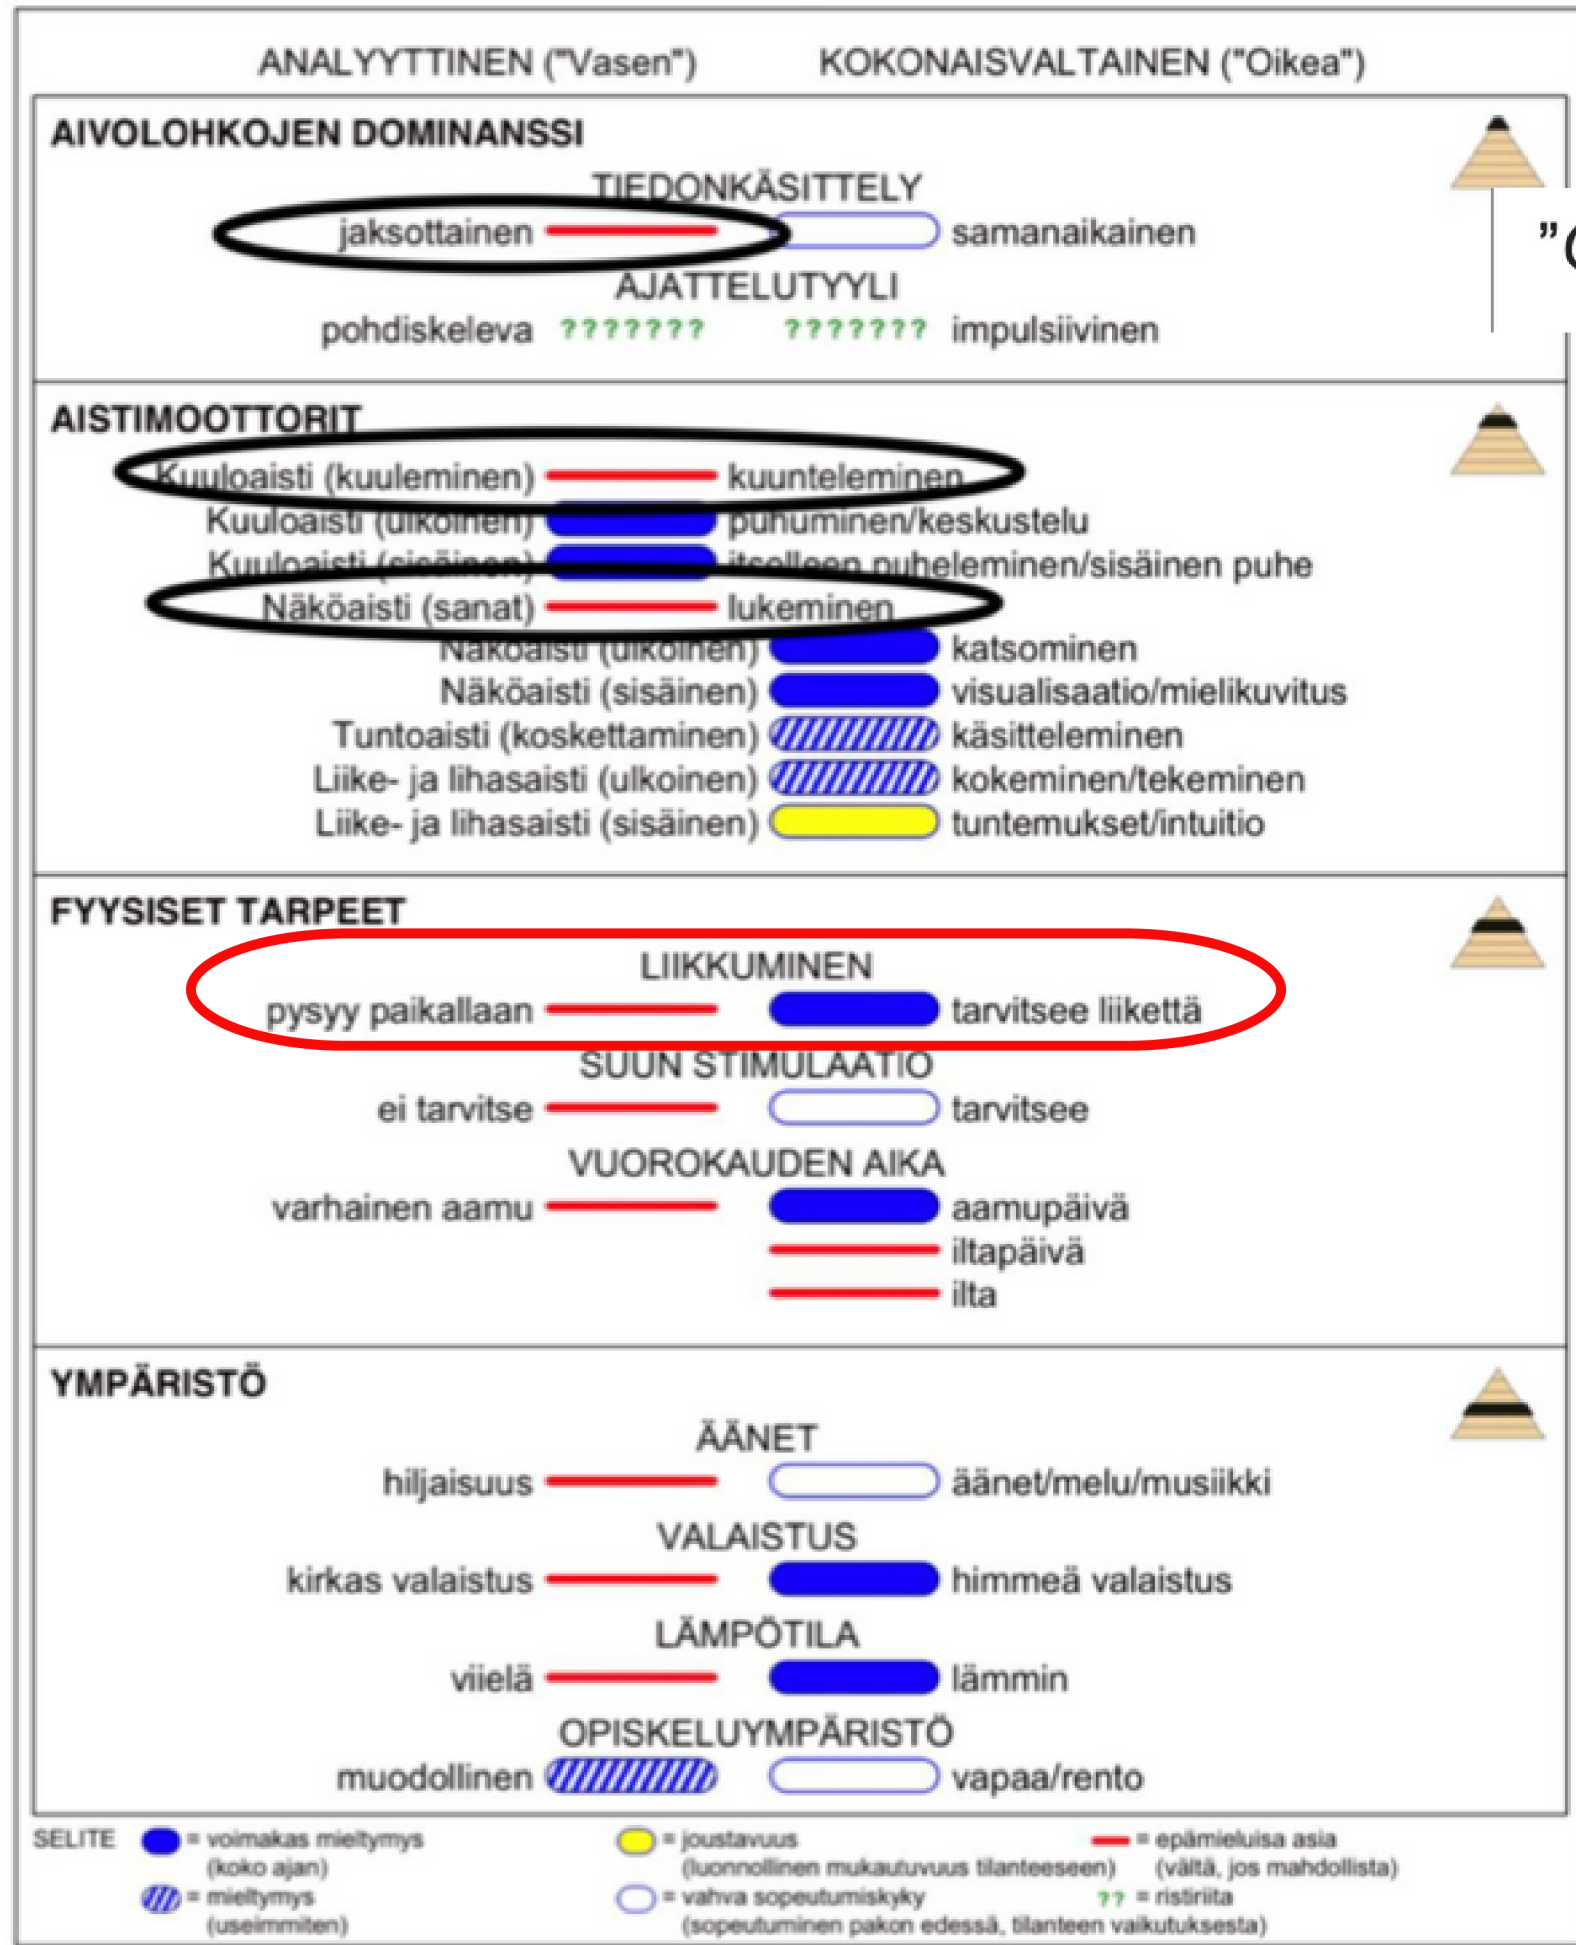 ANALYYTTINEN ("Vasen") KOKONAISVALTAINEN ("Oikea")
AIVOLOHKOJEN DOMINANSSI
TIEDONKÄSITTELY
jaksottainen samanaikainen
AJATTELUTYYLI
pohdiskeleva ??????? ??????? impulsiivinen
AISTIMOOTTORIT
Kuuloaisti (kuuleminen) kuunteleminen
Kuuloaisti (ulkoinen) puhuminen/keskustelu
Kuuloaisti (sisäinen) itselleen puheleminen/sisäinen puhe
Näköaisti (sanat) lukeminen
Näköaisti (ulkoinen) katsominen
Näköaisti (sisäinen) visualisaatio/mielikuvitus
Tuntoaisti (koskettaminen) käsitteleminen
Liike- ja lihasaisti (ulkoinen) kokeminen/tekeminen
Liike- ja lihasaisti (sisäinen) tuntemukset/intuitio
FYYSISET TARPEET
LIIKKUMINEN
pysyy paikallaan tarvitsee liikettä
SUUN STIMULAATIO
ei tarvitse tarvitsee
VUOROKAUDEN AIKA
varhainen aamu aamupäivä
iltapäivä
ilta
YMPÄRISTÖ
ÄÄNET
hiljaisuus äänet/melu/musiikki
VALAISTUS
kirkas valaistus himmeä valaistus
LÄMPÖTILA
viielä lämmin
OPISKELUYMPÄRISTÖ
muodollinen vapaa/rento
SELITE = voimakas mieltymys = joustavuus = epämieluisa asia
(koko ajan) (luonnollinen mukautuvuus tilanteeseen) (vältä, jos mahdollista)
= mieltymys = vahva sopeutumiskyky ?? = ristiriita
(useimmiten) (sopeutuminen pakon edessä, tilanteen vaikutuksesta)